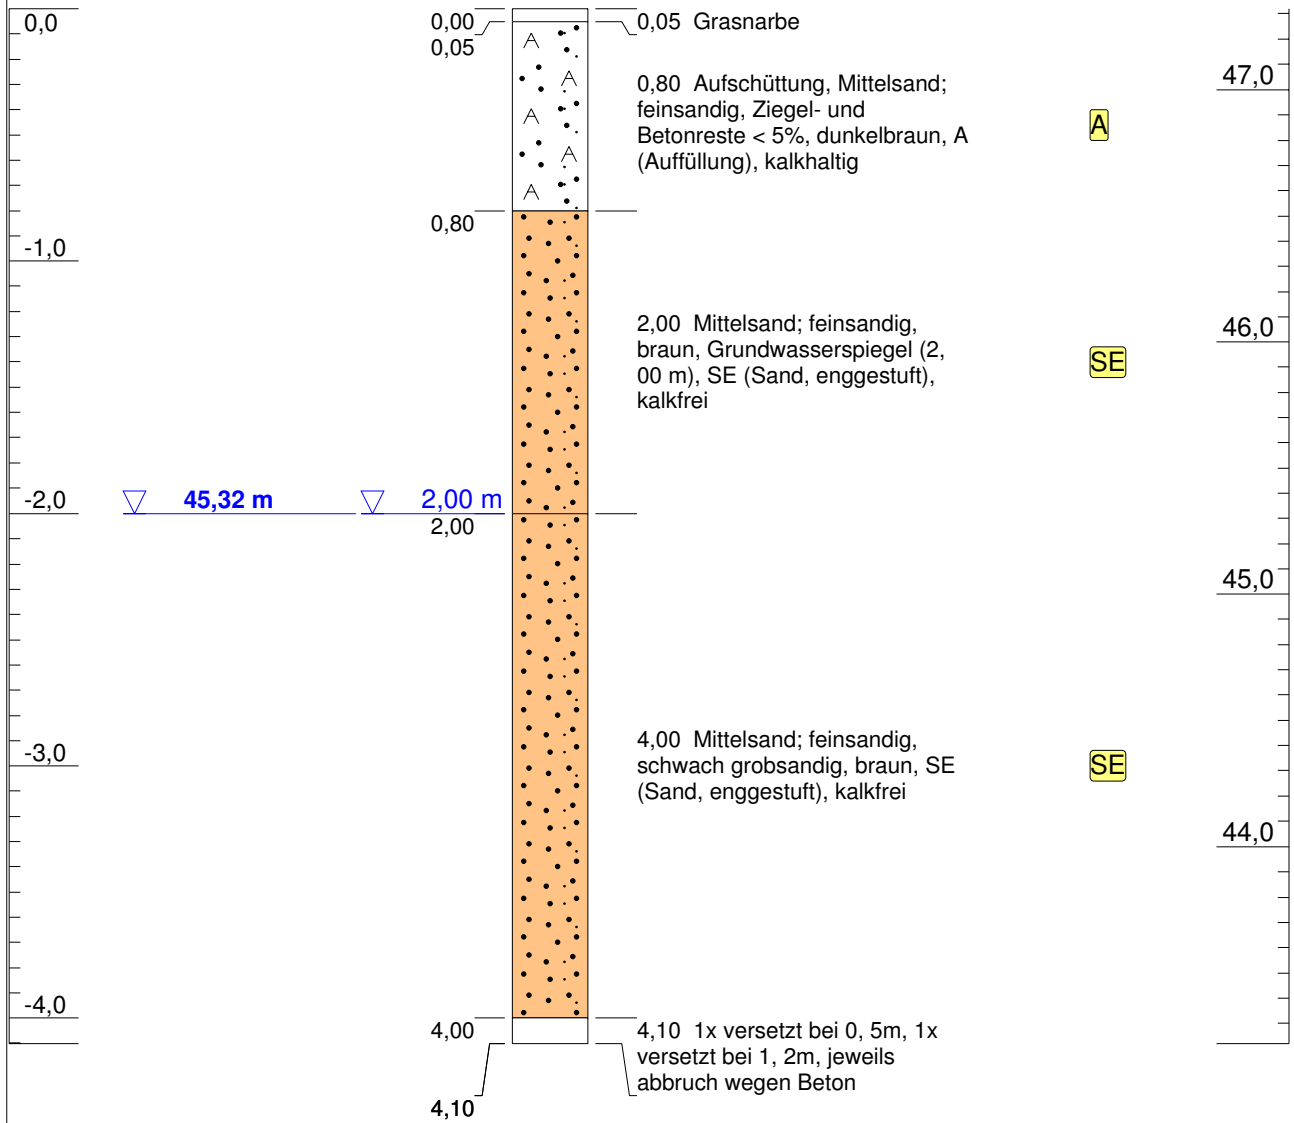 0,0
0,00
0,05
0,05 Grasnarbe
47,0
0,80 Aufschüttung, Mittelsand;
feinsandig, Ziegel- und
Betonreste < 5%, dunkelbraun, A
(Auffüllung), kalkhaltig
A
0,80
-1,0
2,00 Mittelsand; feinsandig,
braun, Grundwasserspiegel (2,
00 m), SE (Sand, enggestuft),
kalkfrei
46,0
SE
-2,0
45,32 m
2,00 m
2,00
45,0
-3,0
4,00 Mittelsand; feinsandig,
schwach grobsandig, braun, SE
(Sand, enggestuft), kalkfrei
SE
44,0
-4,0
4,00
4,10 1x versetzt bei 0, 5m, 1x
versetzt bei 1, 2m, jeweils
abbruch wegen Beton
4,10